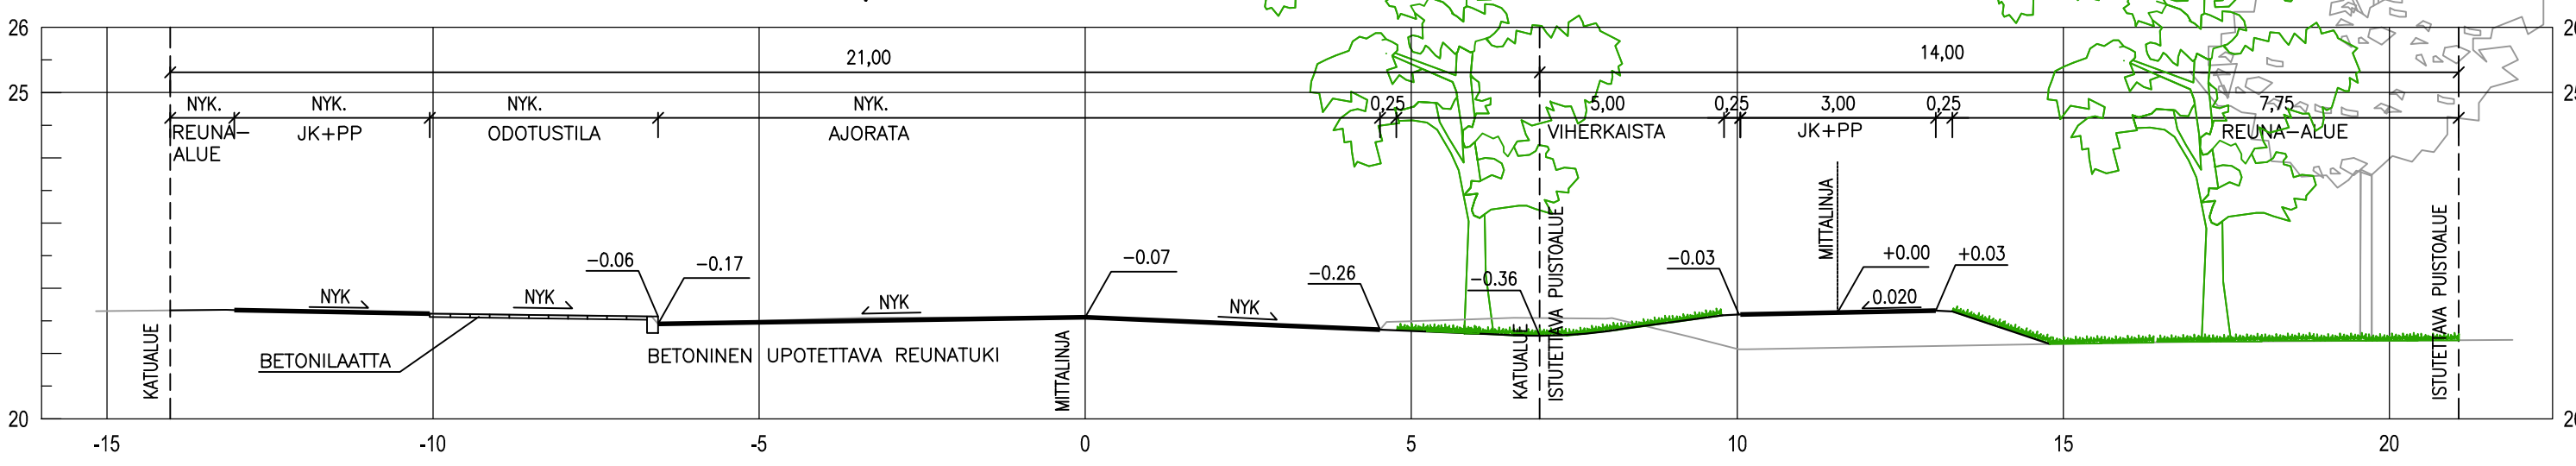 26
21,00
14,00
25
NYK.
NYK.
NYK.
NYK.
0,25
5,00
0,25
3,00
0,25
7,75
REUNA-
ALUE
JK+PP
ODOTUSTILA
AJORATA
VIHERKAISTA
JK+PP
REUNA-ALUE
MITTALINJA
-0.06
-0.17
-0.07
-0.26
-0.36
-0.03
+0.00
+0.03
NYK
NYK
NYK
NYK
0.020
KATUALUE
BETONILAATTA
BETONINEN UPOTETTAVA REUNATUKI
MITTALINJA
KATUALUE
ISTUTETTAVA PUISTOALUE
ISTUTETTAVA PUISTOALUE
20
-15
-10
-5
0
5
10
15
20